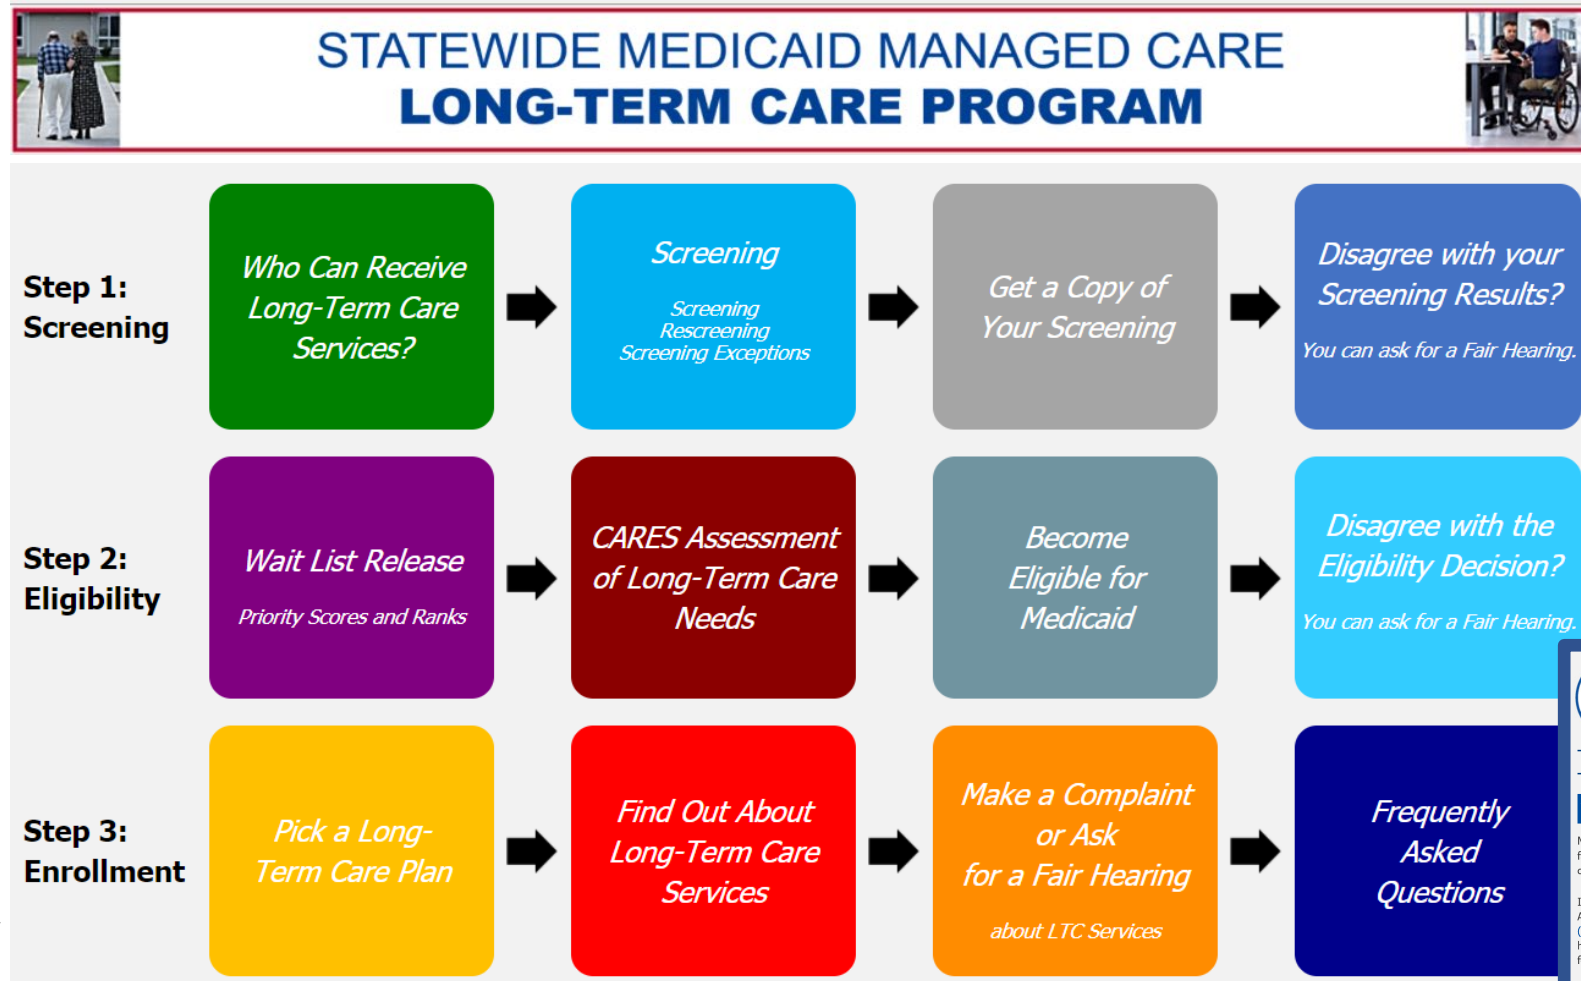 STATEWIDE MEDICAID MANAGED CARE
LONG-TERM CARE PROGRAM
Step 1:
Screening
Who Can Receive
Long-Term Care
Services?
Screening
Screening
Rescreening
Screening Exceptions
Get a Copy of
Your Screening
Disagree with your
Screening Results?
You can ask for a Fair Hearing.
Step 2:
Eligibility
Wait List Release
Priority Scores and Ranks
CARES Assessment
of Long-Term Care
Needs
Become
Eligible for
Medicaid
Disagree with the
Eligibility Decision?
You can ask for a Fair Hearing.
Step 3:
Enrollment
Pick a Long-
Term Care Plan
Find Out About
Long-Term Care
Services
Make a Complaint
or Ask
for a Fair Hearing
about LTC Services
Frequently
Asked
Questions